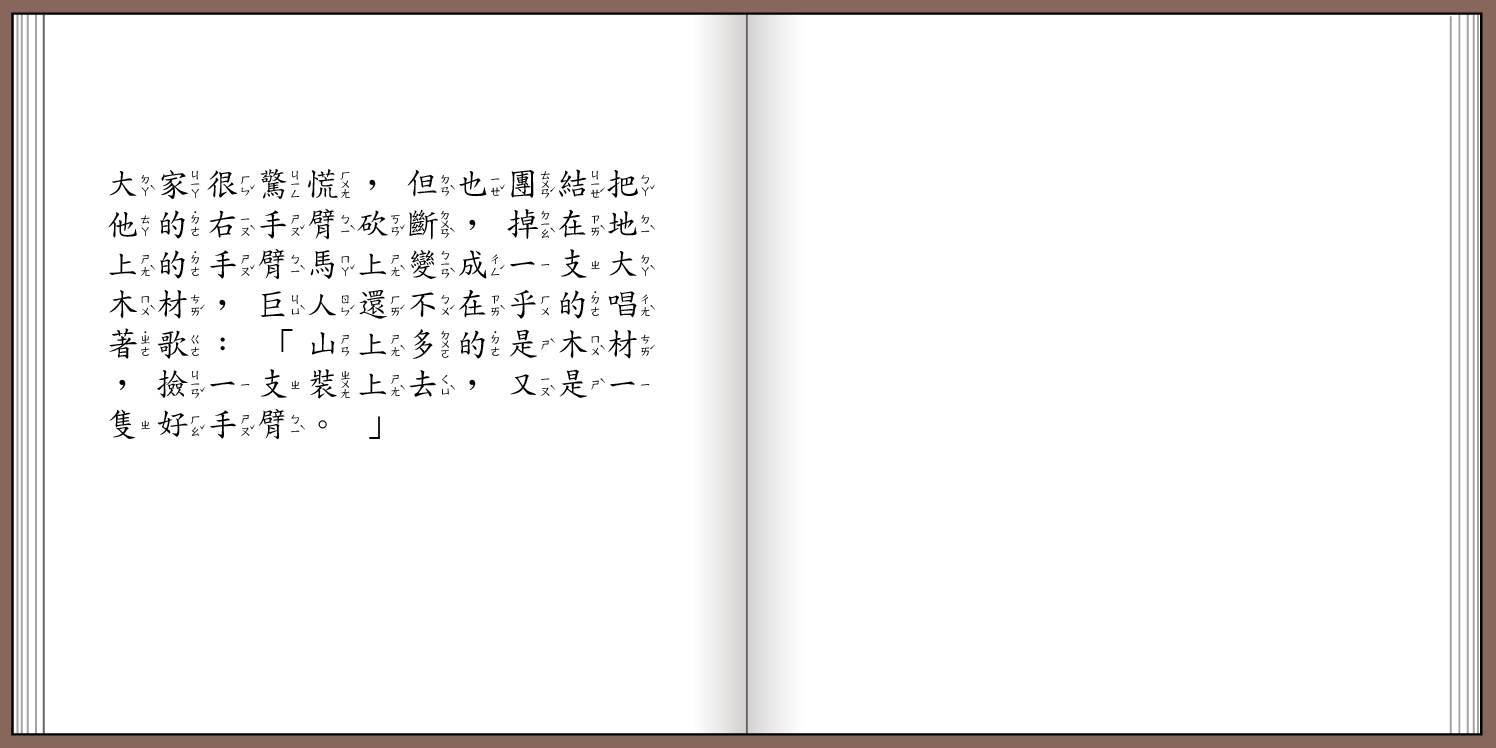 大家很驚慌，但也團結把
他的右手臂砍斷，掉在地
上的手臂馬上變成一支大
木材，巨人還不在乎的唱
著歌：「山上多的是木材
，撿一支裝上去，又是一
隻好手臂。」